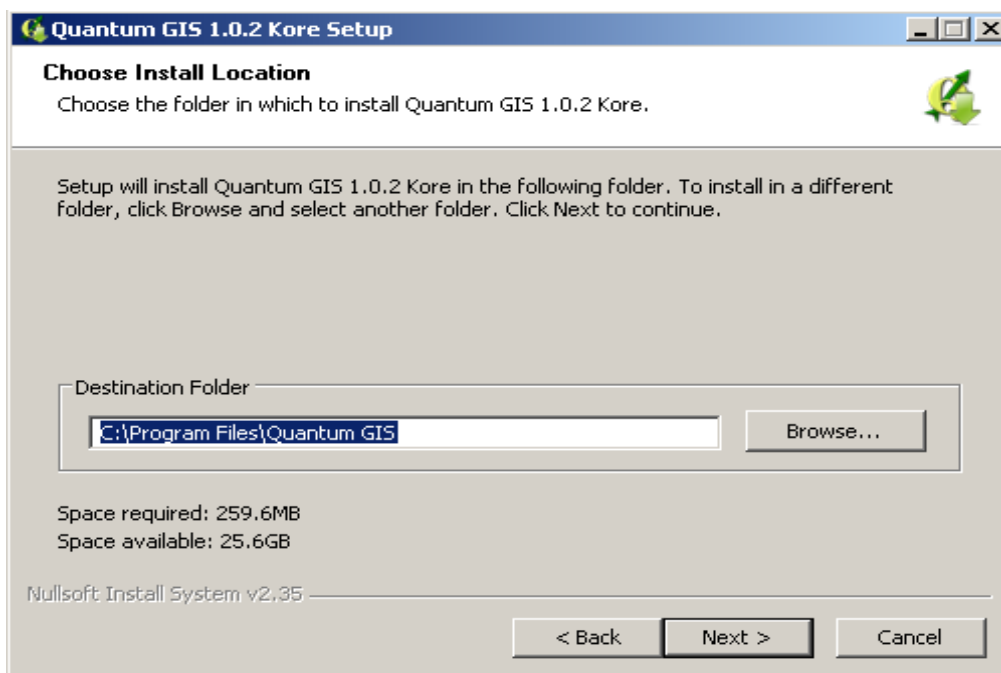 Quantum GIS 1.0.2 Kore Setup
Choose Install Location
Choose the folder in which to install Quantum GIS 1.0.2 Kore.
Setup will install Quantum GIS 1.0.2 Kore in the following folder. To install in a different
folder, click Browse and select another folder. Click Next to continue.
Destination Folder
C:\Program Files\Quantum GIS
Browse...
Space required: 259.6MB
Space available: 25.6GB
Nullsoft Install System v2.35
< Back
Next >
Cancel